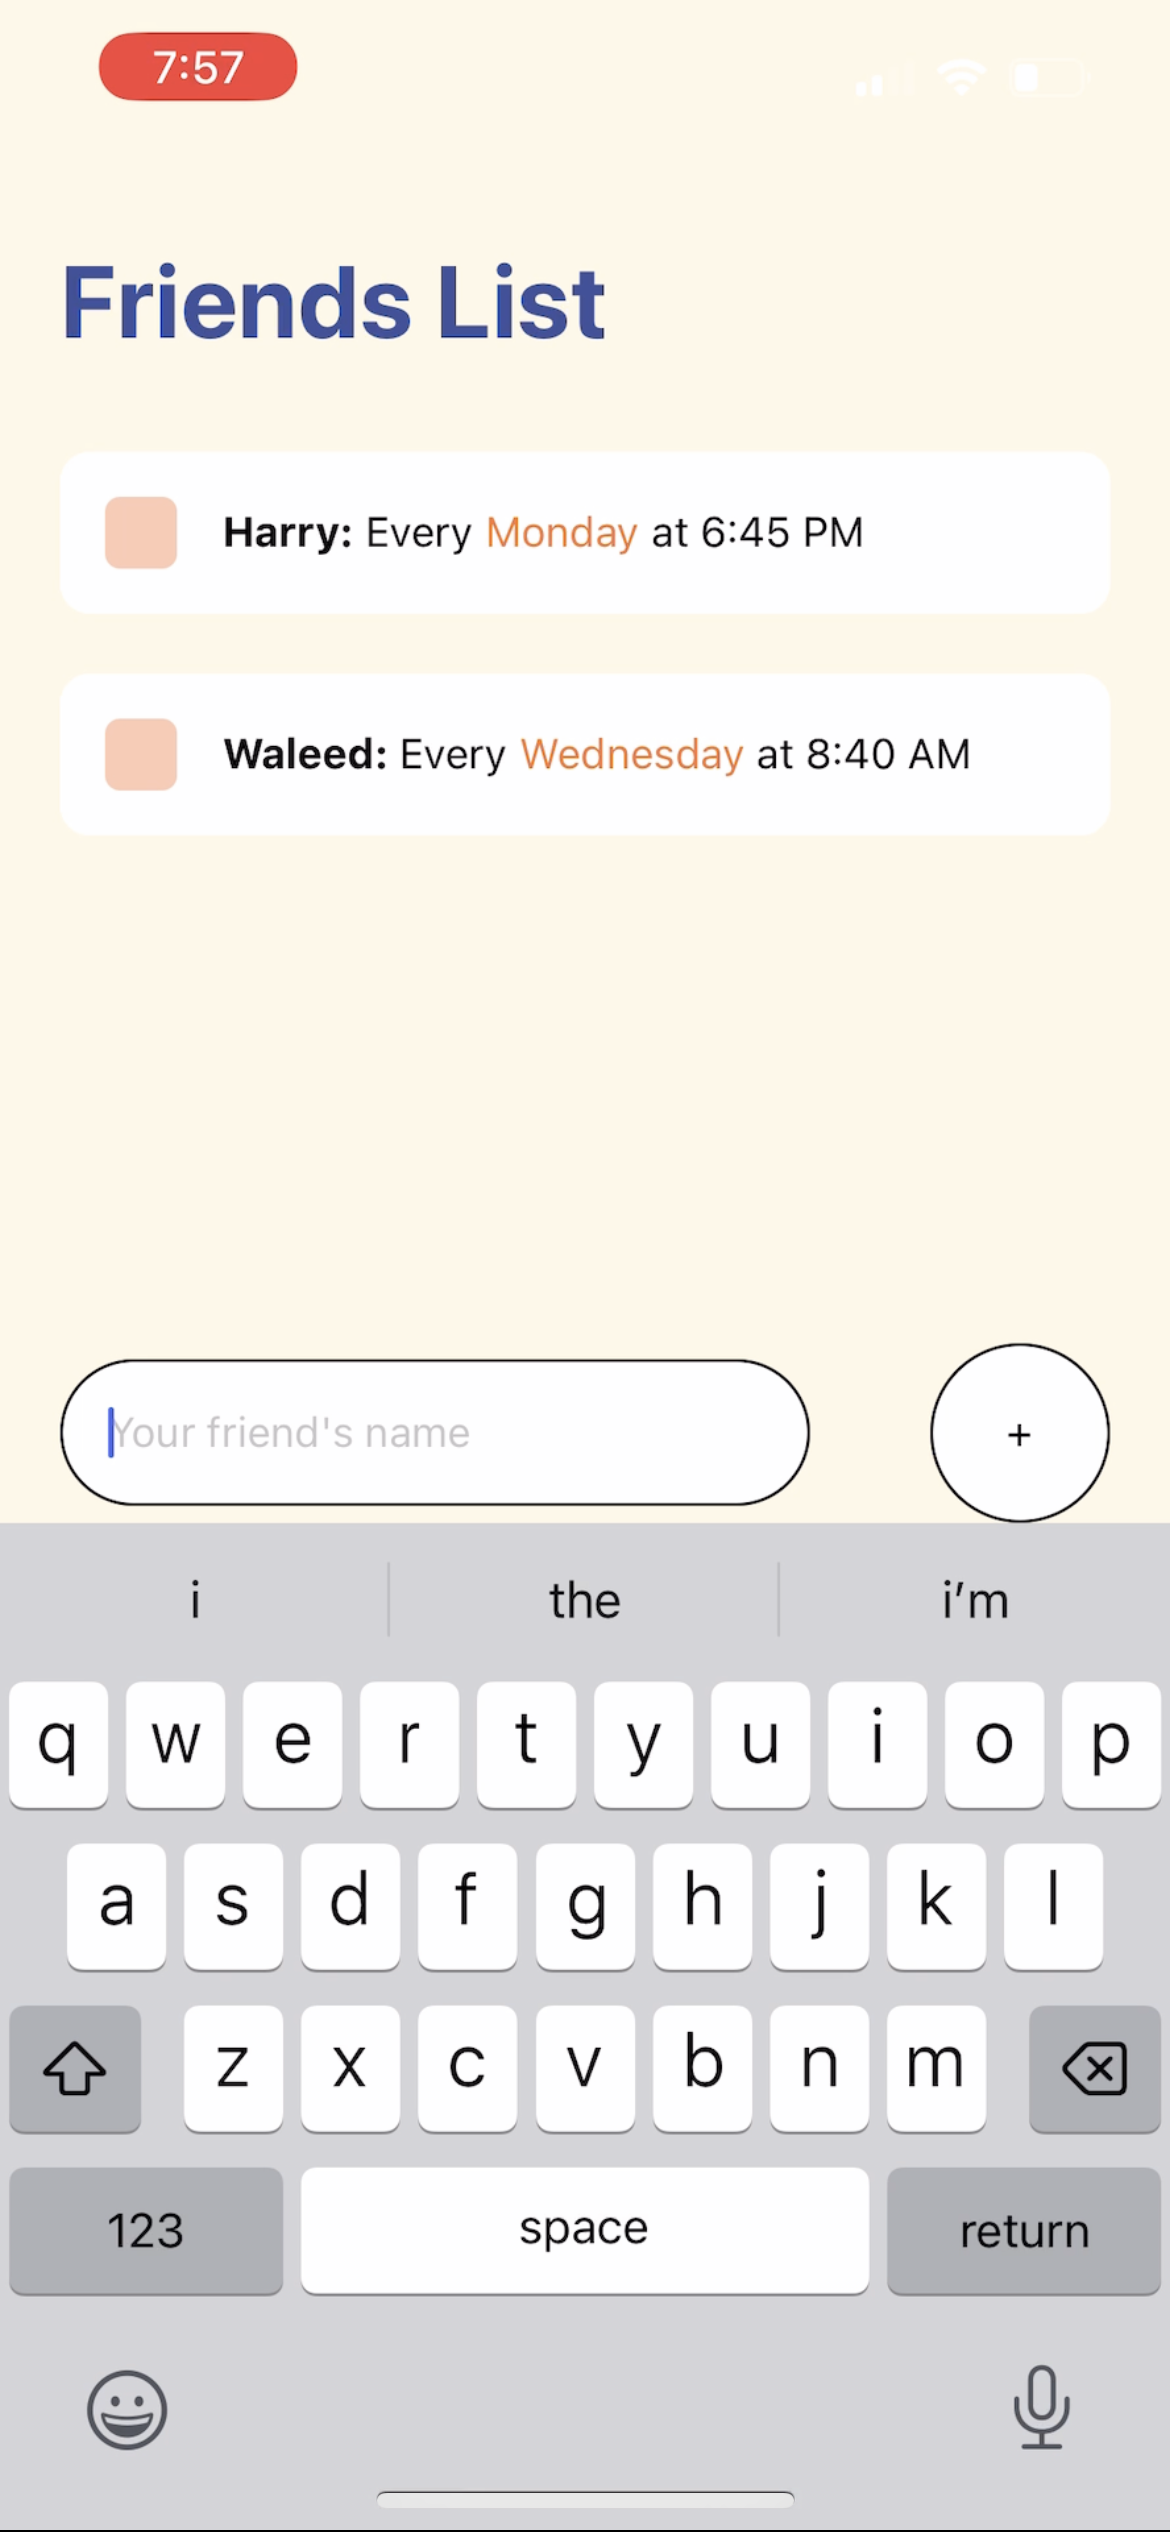 7:57
Friends List
Harry: Every Monday at 6:45 PM
Waleed: Every Wednesday at 8:40 AM
Your friend's name
+
i the i’m
q w e r t y u i o p
a s d f g h j k l
z x c v b n m
123 space return